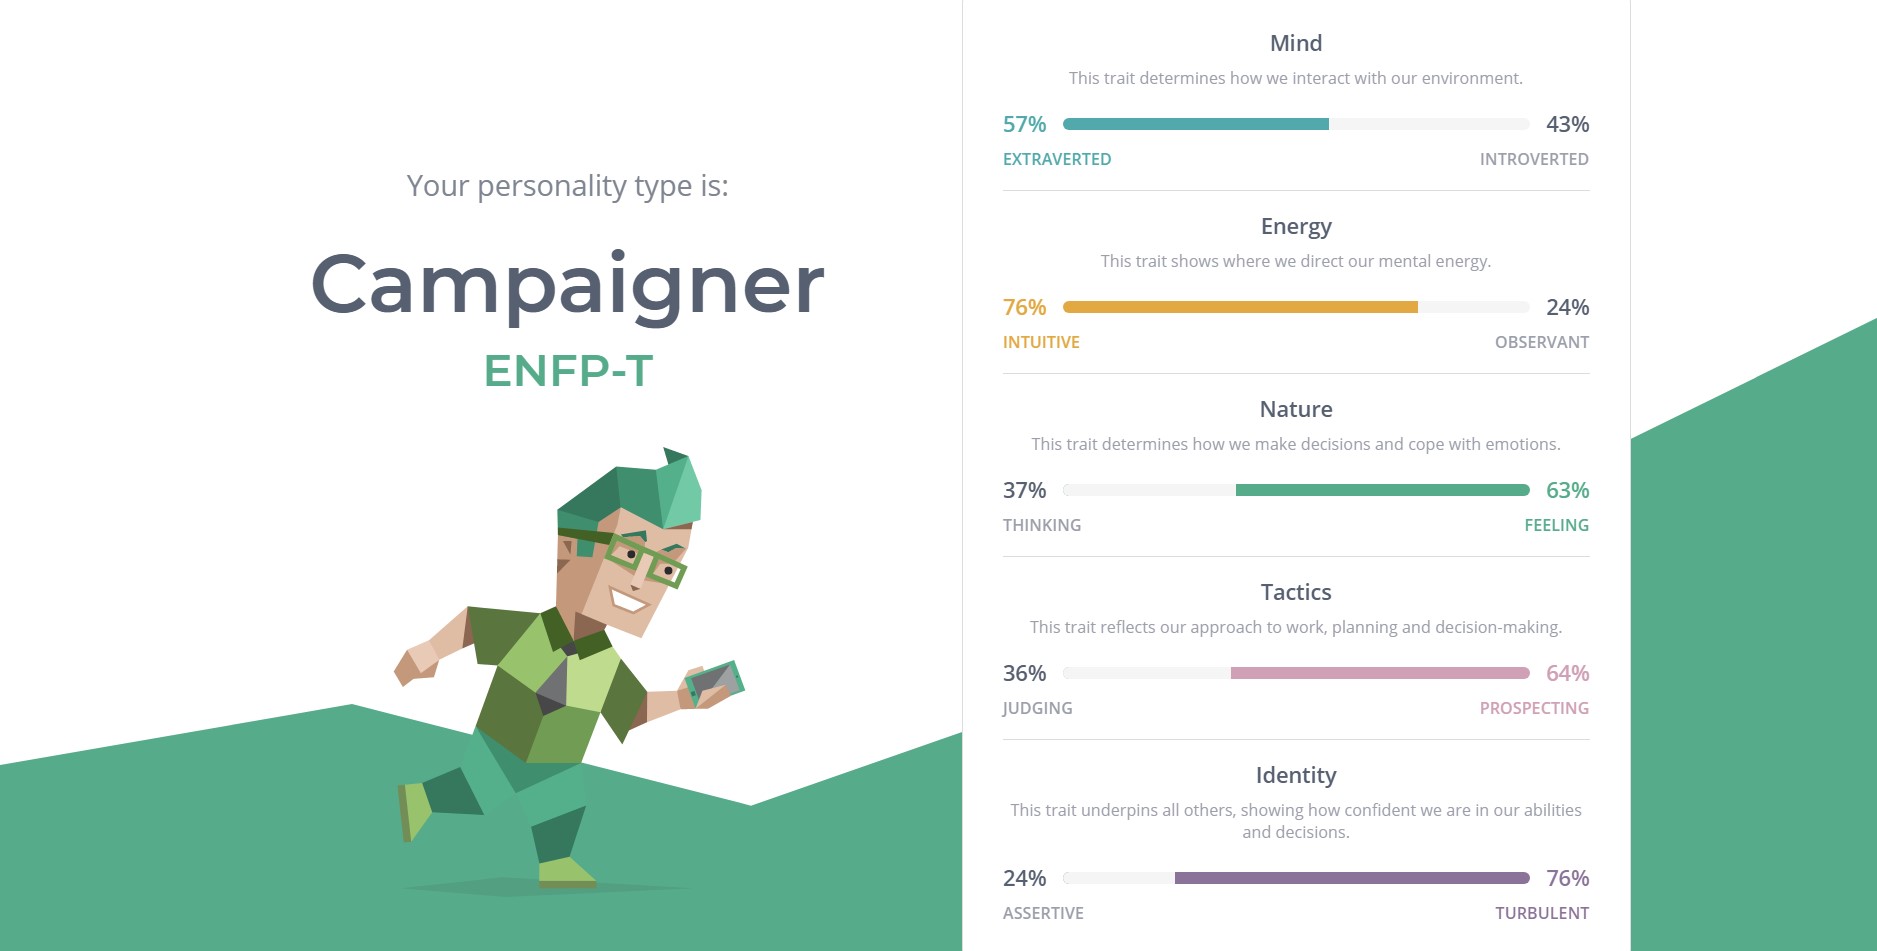 Your personality type is:
Campaigner
ENFP-T
Mind
This trait determines how we interact with our environment.
57% 43%
EXTRAVERTED INTROVERTED
Energy
This trait shows where we direct our mental energy.
76% 24%
INTUITIVE OBSERVANT
Nature
This trait determines how we make decisions and cope with emotions.
37% 63%
THINKING FEELING
Tactics
This trait reflects our approach to work, planning and decision-making.
36% 64%
JUDGING PROSPECTING
Identity
This trait underpins all others, showing how confident we are in our abilities
and decisions.
24% 76%
ASSERTIVE TURBULENT